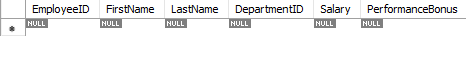 EmployeeID FirstName LastName DepartmentID Salary PerformanceBonus
NULL NULL NULL NULL NULL NULL